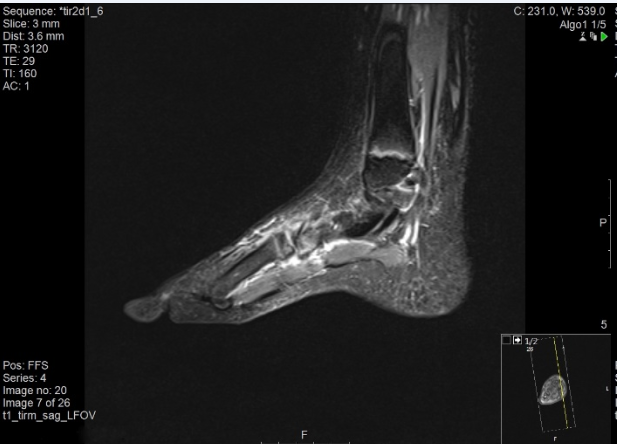 Sequence: *tir2d1_6
Slice: 3 mm
Dist: 3.6 mm
TR: 3120
TE: 29
TI: 160
AC: 1
C: 231.0, W: 539.0
Algo1 1/5
P
5
Pos: FFS
Series: 4
Image no: 20
Image 7 of 26
t1_tirm_sag_LFOV
F
1/2